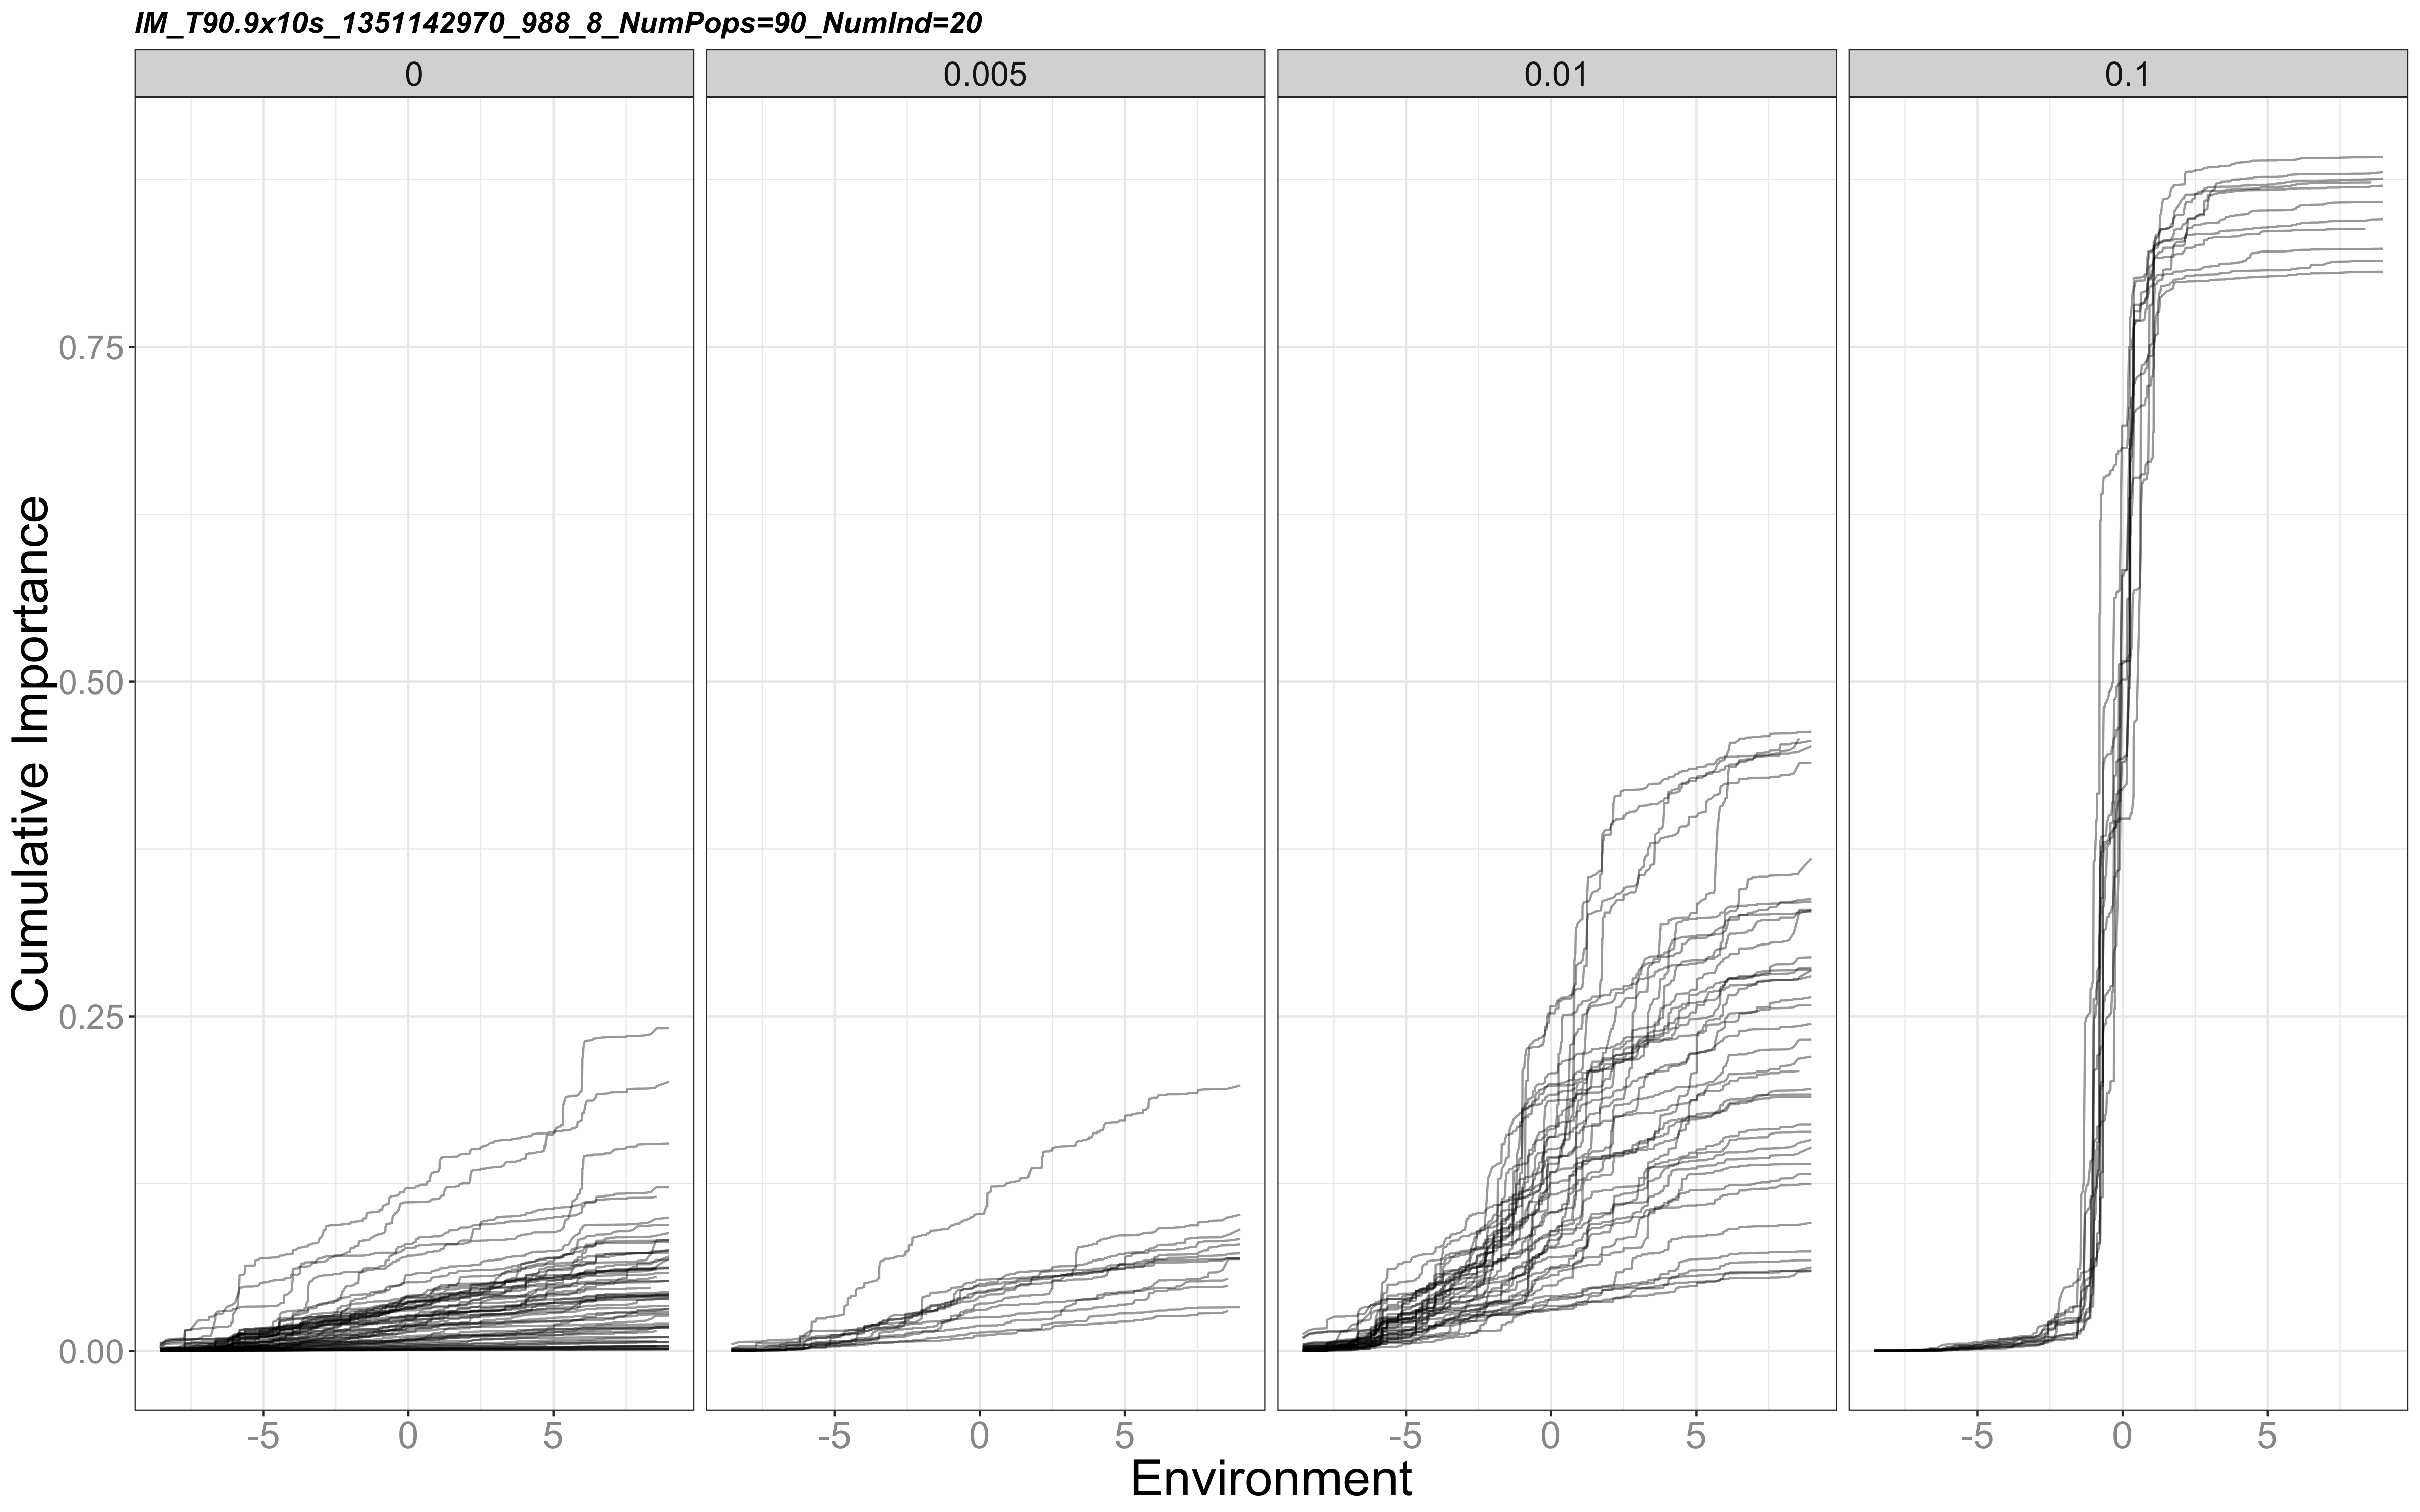 IM_T90.9x10s_1351142970_988_8_NumPops=90_NumInd=20
0 0.005 0.01 0.1
Cumulative Importance
0.75
0.50
0.25
0.00
-5 0 5 -5 0 5 -5 0 5 -5 0 5
Environment